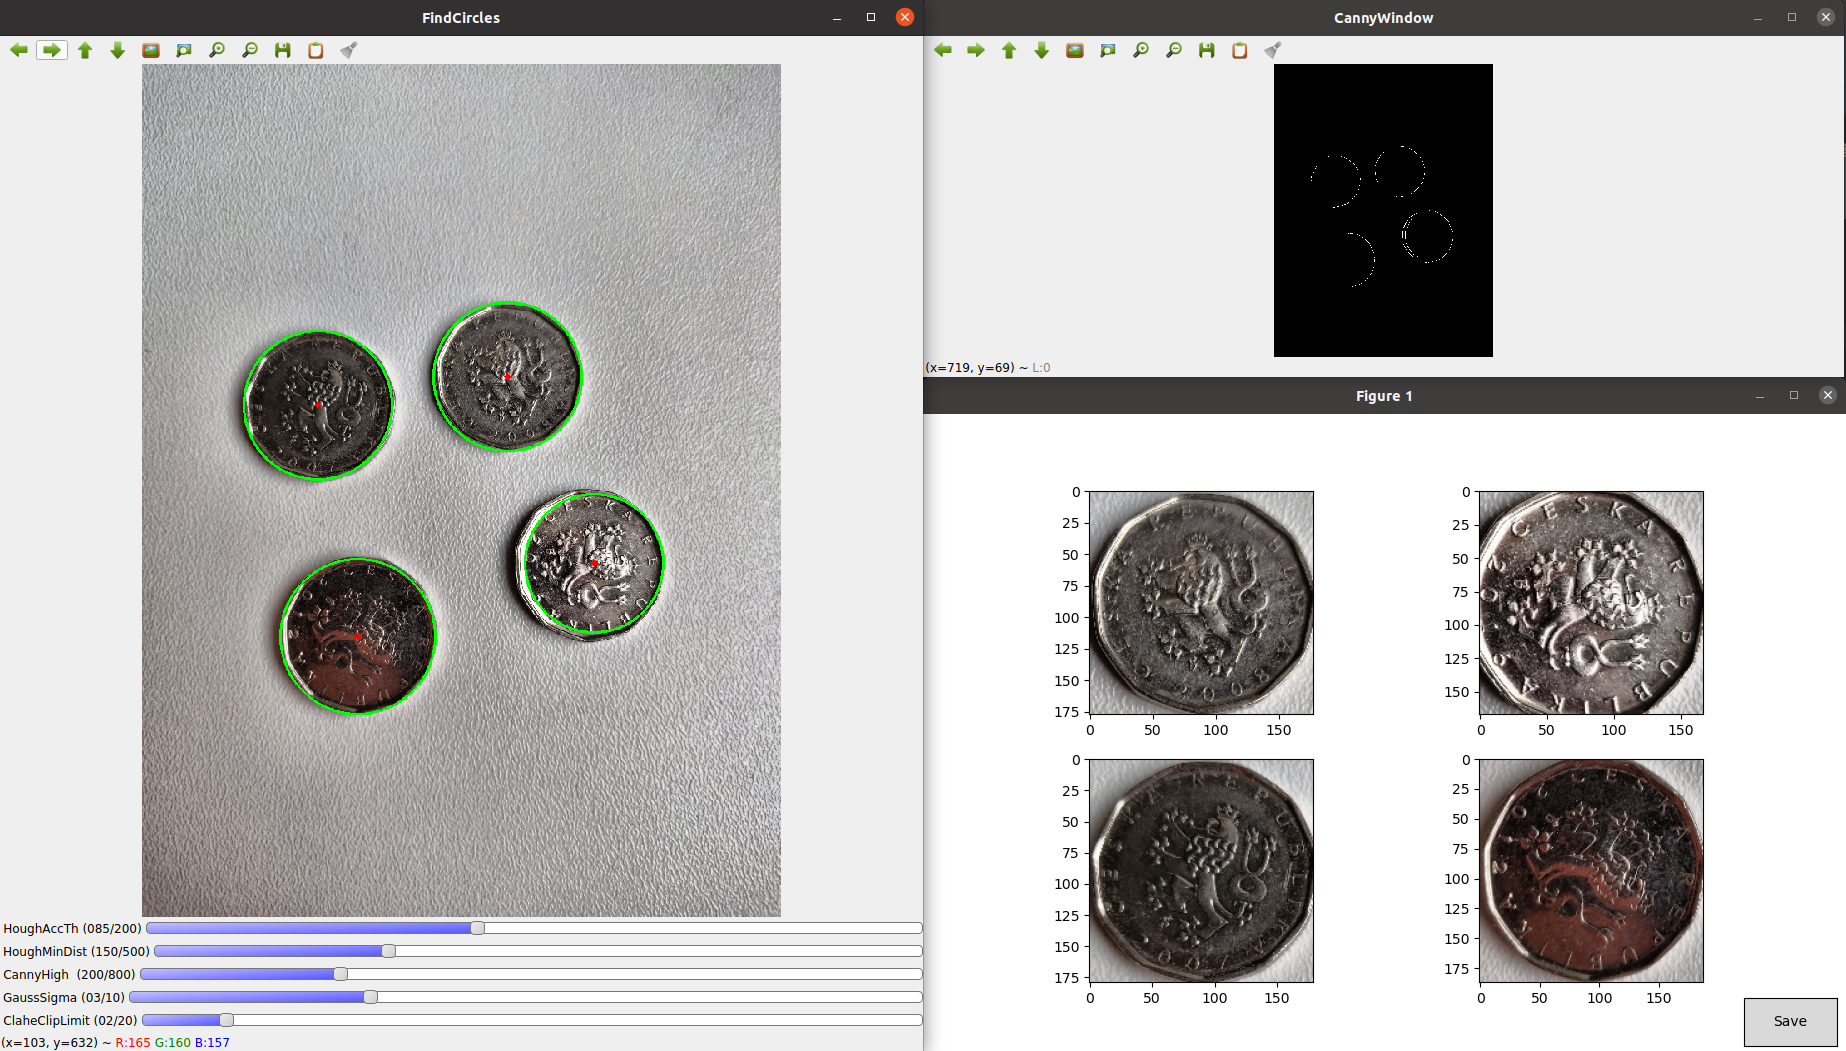 FindCircles
HoughAccTh (085/200)
HoughMinDist (150/500)
CannyHigh (200/800)
GaussSigma (03/10)
ClaheClipLimit (02/20)
(x=103, y=632) ~ R:165 G:160 B:157
CannyWindow
(x=719, y=69) ~ L:0
Figure 1
0
25
50
75
100
125
150
175
0 50 100 150
0
25
50
75
100
125
150
0 50 100 150
ČESKÁ REPUBLIKA
0
25
50
75
100
125
150
175
0 50 100 150
0
25
50
75
100
125
150
175
0 50 100 150
Save